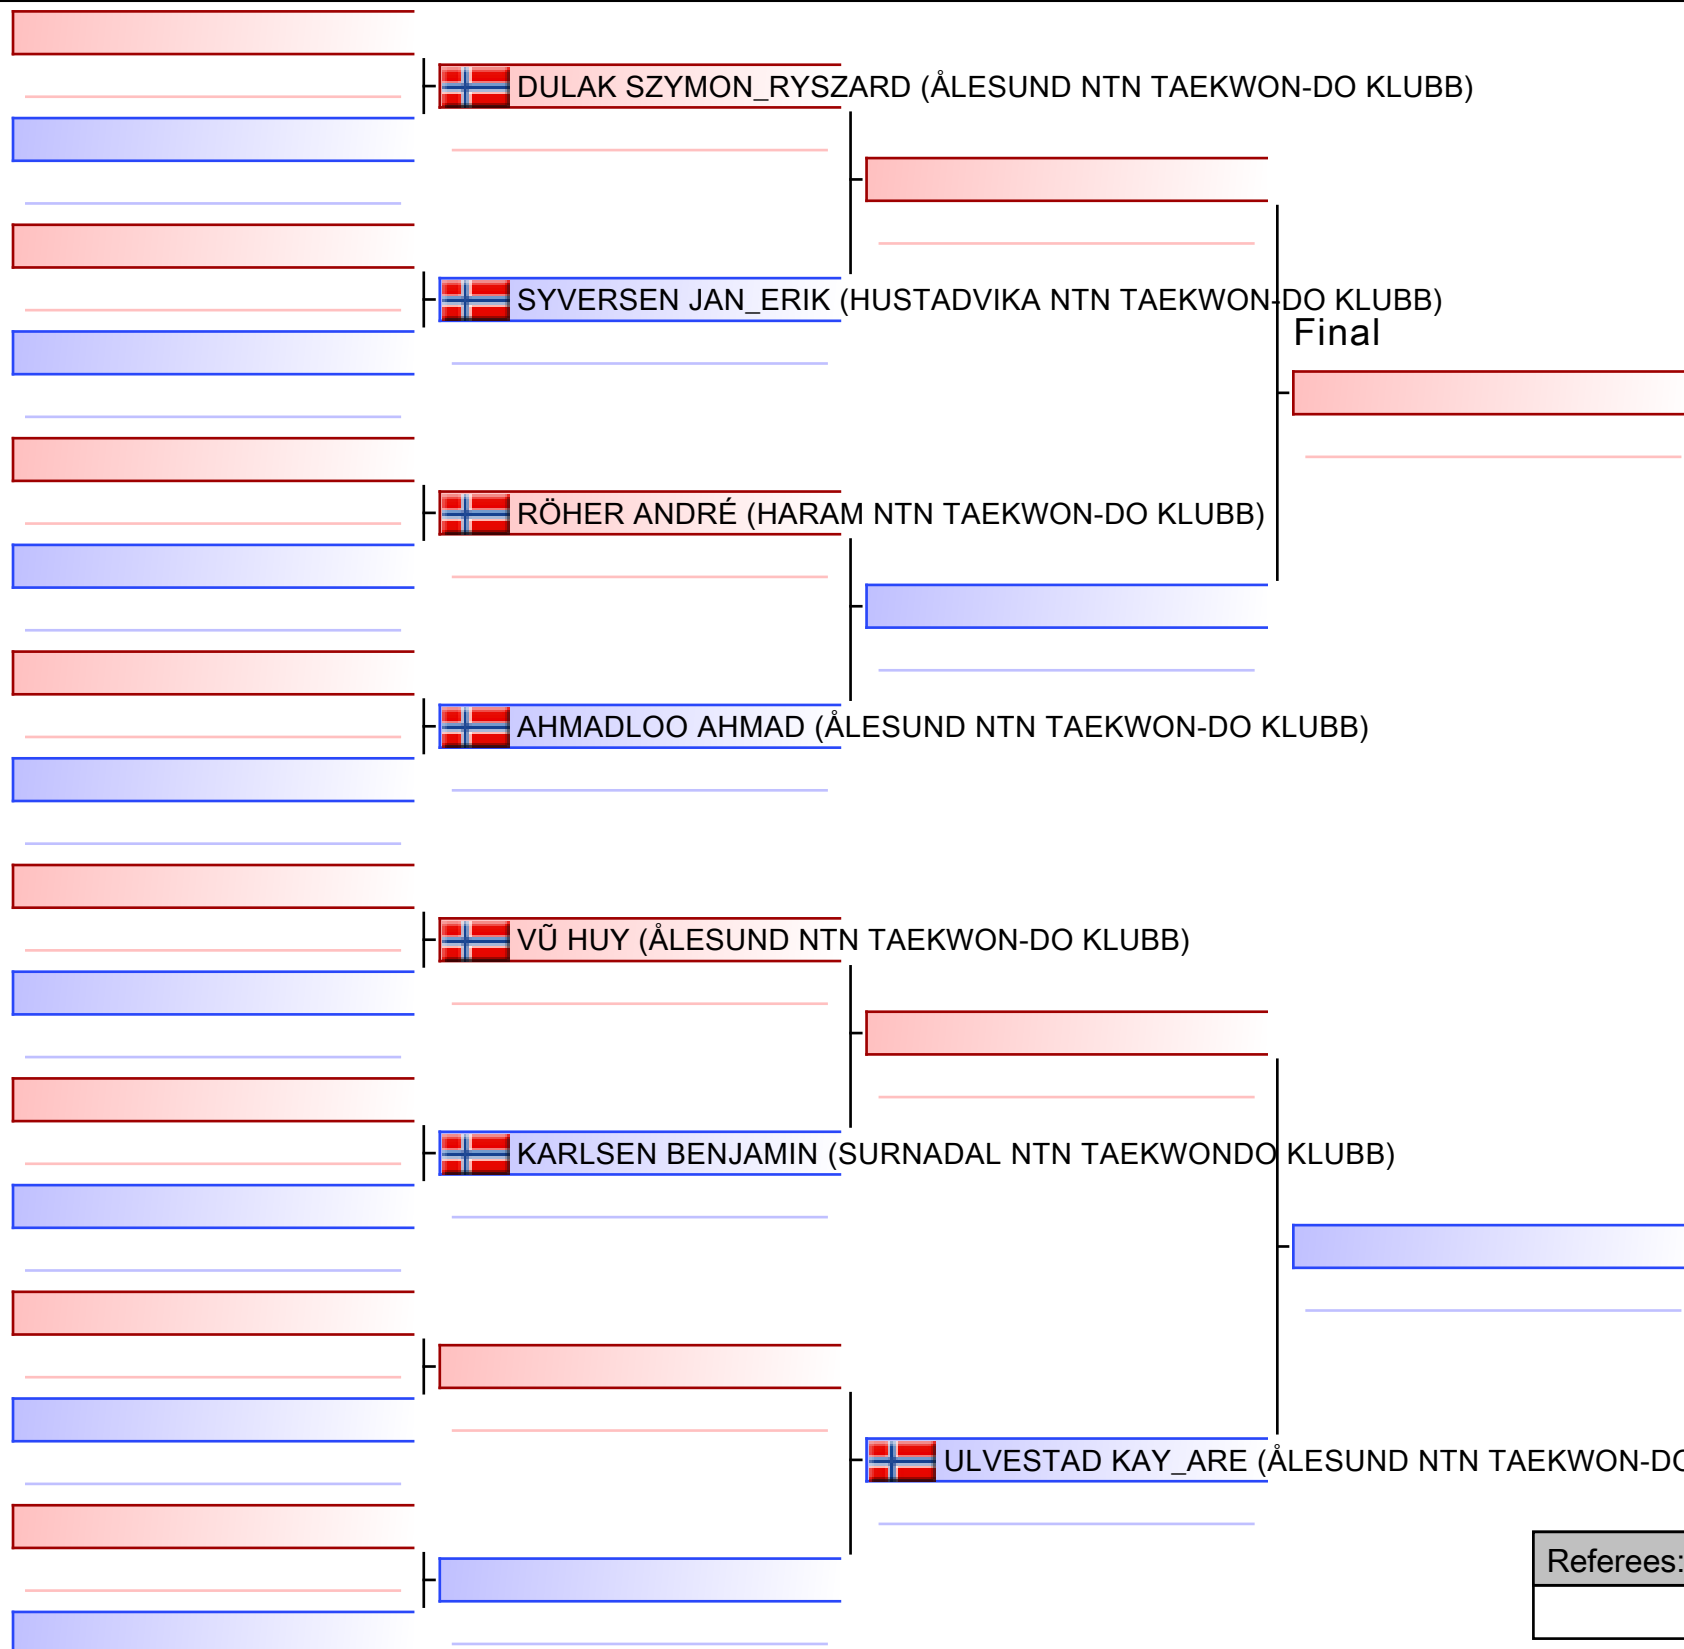 DULAK SZYMON_RYSZARD (ÅLESUND NTN TAEKWON-DO KLUBB)
SYVERSEN JAN_ERIK (HUSTADVIKA NTN TAEKWON-DO KLUBB)
Final
RÖHER ANDRÉ (HARAM NTN TAEKWON-DO KLUBB)
AHMADLOO AHMAD (ÅLESUND NTN TAEKWON-DO KLUBB)
VŨ HUY (ÅLESUND NTN TAEKWON-DO KLUBB)
KARLSEN BENJAMIN (SURNADAL NTN TAEKWONDO KLUBB)
ULVESTAD KAY_ARE (ÅLESUND NTN TAEKWON-DO
Referees: